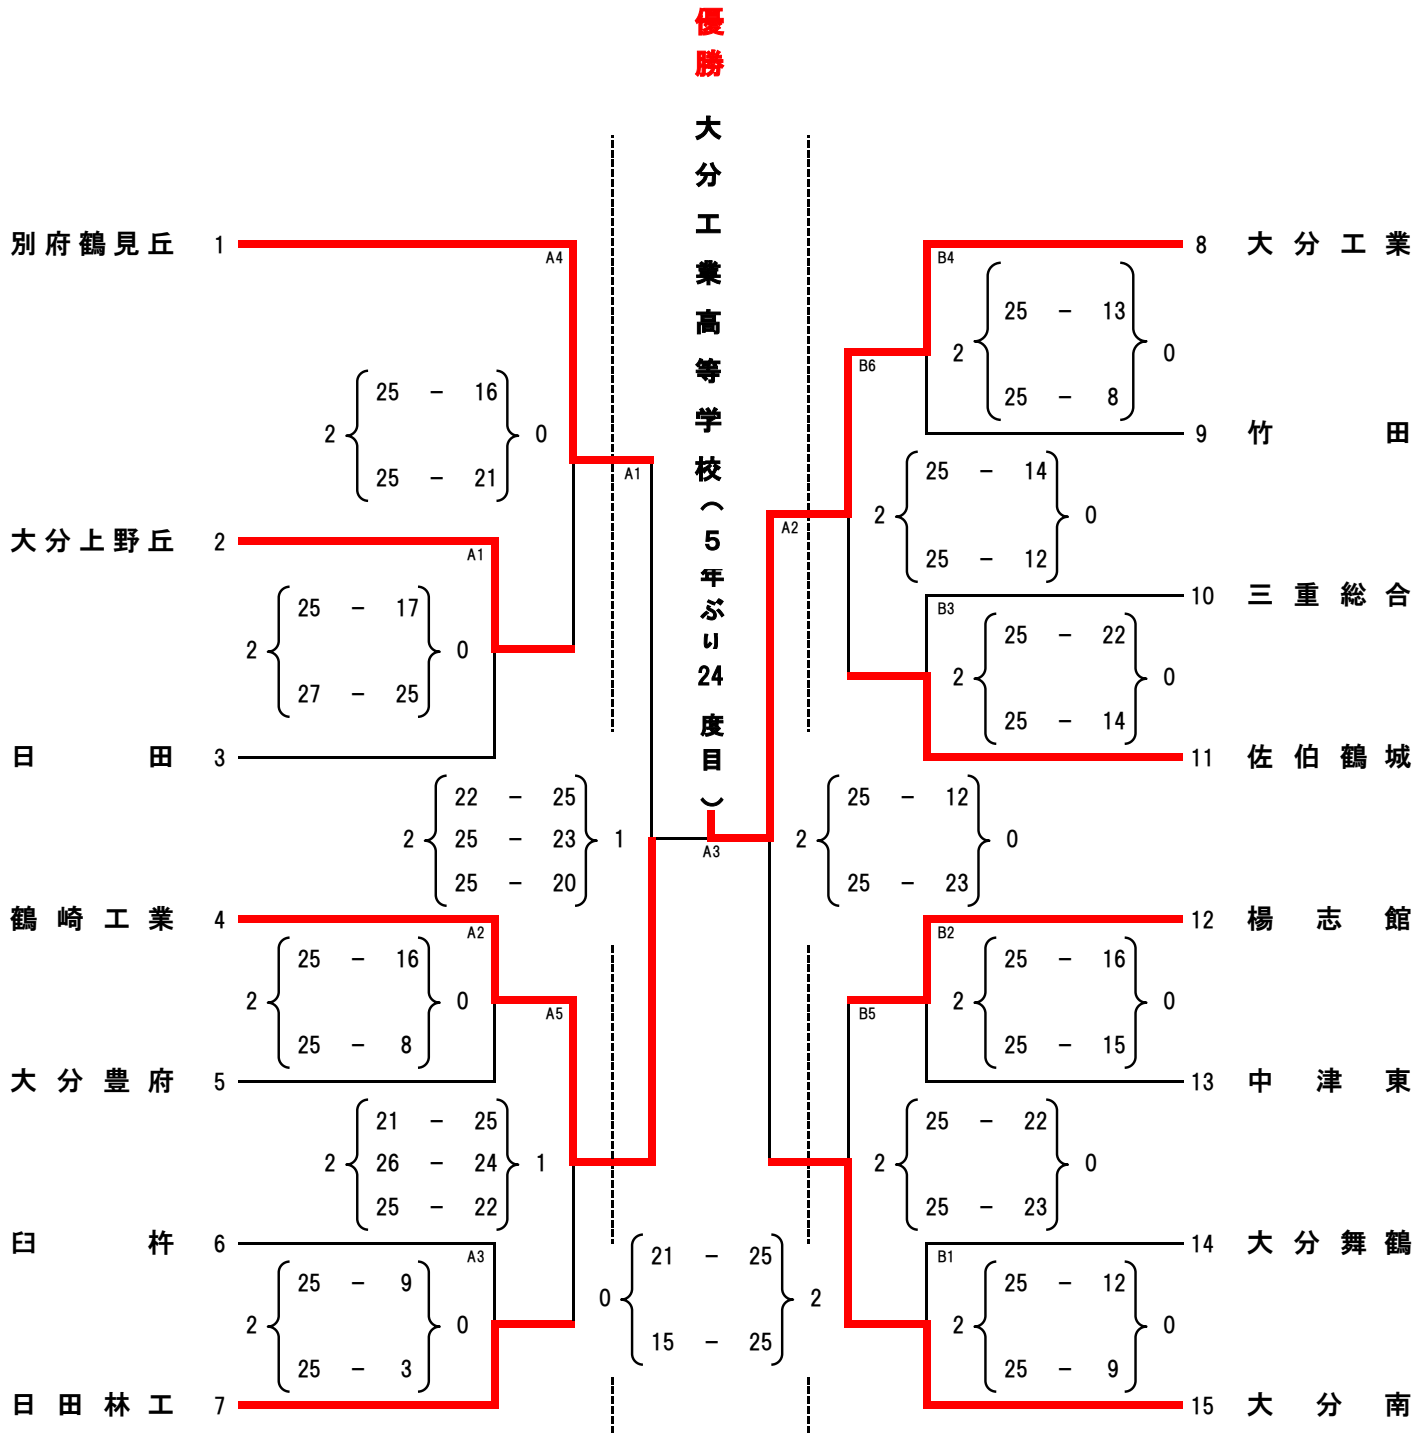 優勝
大分工業高等学校(5年ぶり24度目)
別府鶴見丘 1
A4
25 - 16
2 0
25 - 21
A1
大分上野丘 2
A1
25 - 17
2 0
27 - 25
日田 3
22 - 25
2 25 - 23 1
25 - 20
A3
鶴崎工業 4
A2
25 - 16
2 0
25 - 8
A5
大分豊府 5
21 - 25
2 26 - 24 1
25 - 22
臼杵 6
A3
25 - 9
2 0
25 - 3
日田林工 7
21 - 25
0 2
15 - 25
8 大分工業
B4
25 - 13
2 0
25 - 8
B6
9 竹田
25 - 14
2 0
25 - 12
A2
10 三重総合
B3
25 - 22
2 0
25 - 14
11 佐伯鶴城
25 - 12
2 0
25 - 23
12 楊志館
B2
25 - 16
2 0
25 - 15
B5
13 中津東
25 - 22
2 0
25 - 23
14 大分舞鶴
B1
25 - 12
2 0
25 - 9
15 大分南